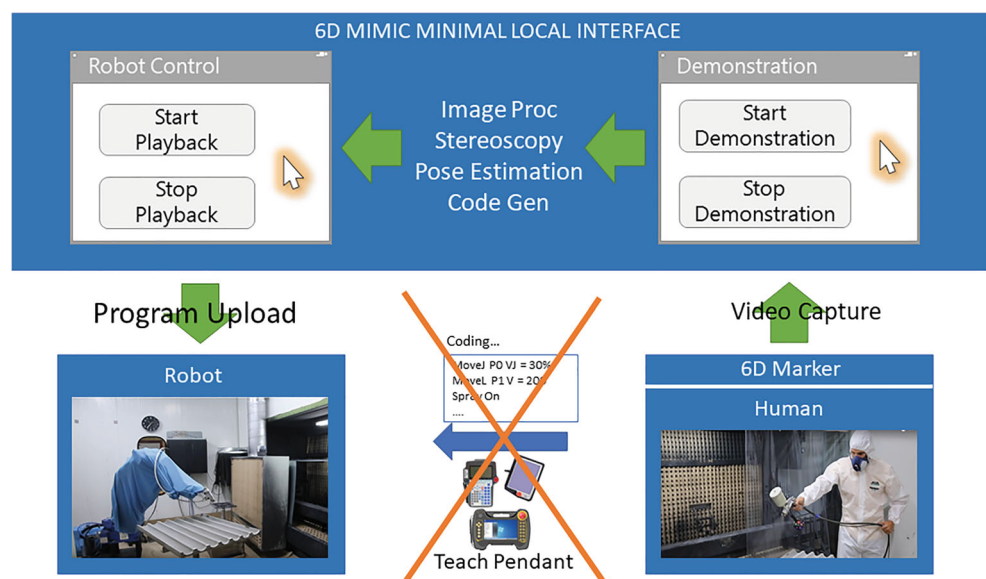 6D MIMIC MINIMAL LOCAL INTERFACE
Robot Control
Start
Playback
Stop
Playback
Image Proc
Stereoscopy
Pose Estimation
Code Gen
Demonstration
Start
Demonstration
Stop
Demonstration
Program Upload
Video Capture
Robot
Coding...
MoveJ P0 VJ = 30%
MoveL P1 V = 200
Spray On
....
Teach Pendant
6D Marker
Human